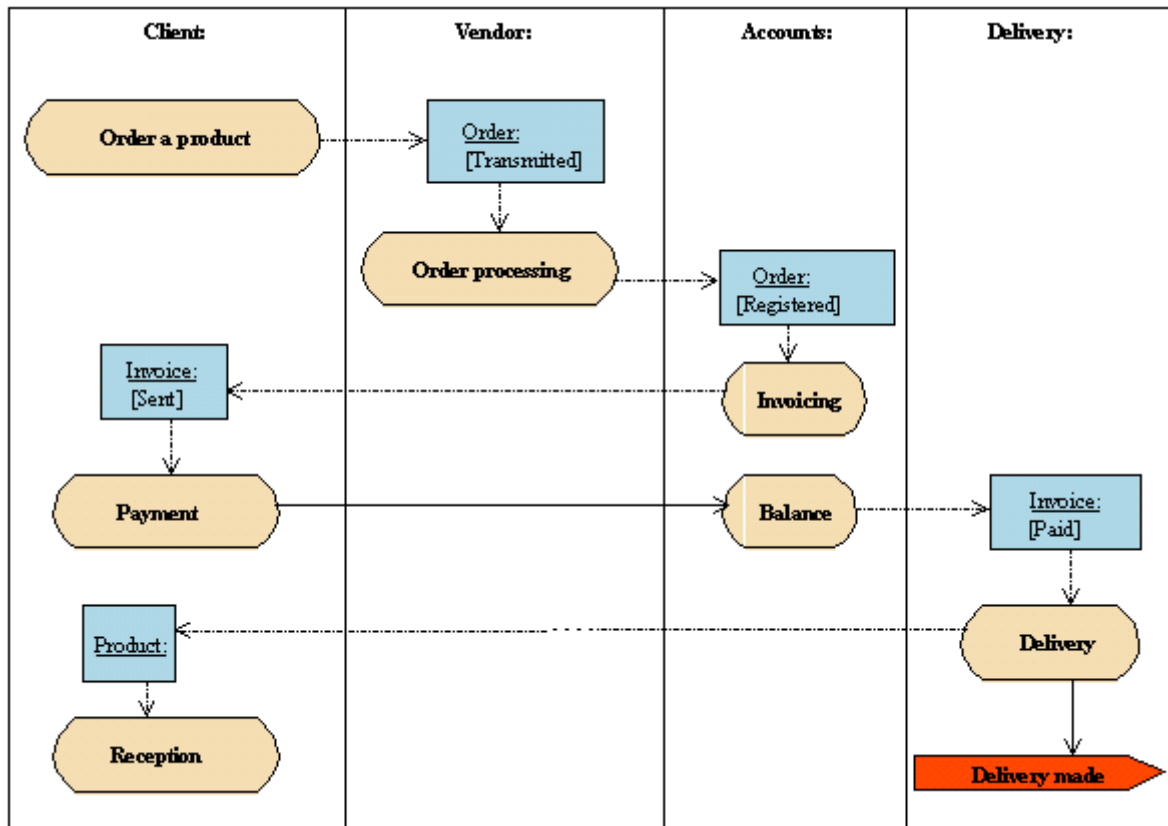 Client:
Vendor:
Accounts:
Delivery:
Order a product
Order:
[Transmitted]
Order processing
Order:
[Registered]
Invoice:
[Sent]
Invoicing
Payment
Balance
Invoice:
[Paid]
Product:
Delivery
Reception
Delivery made